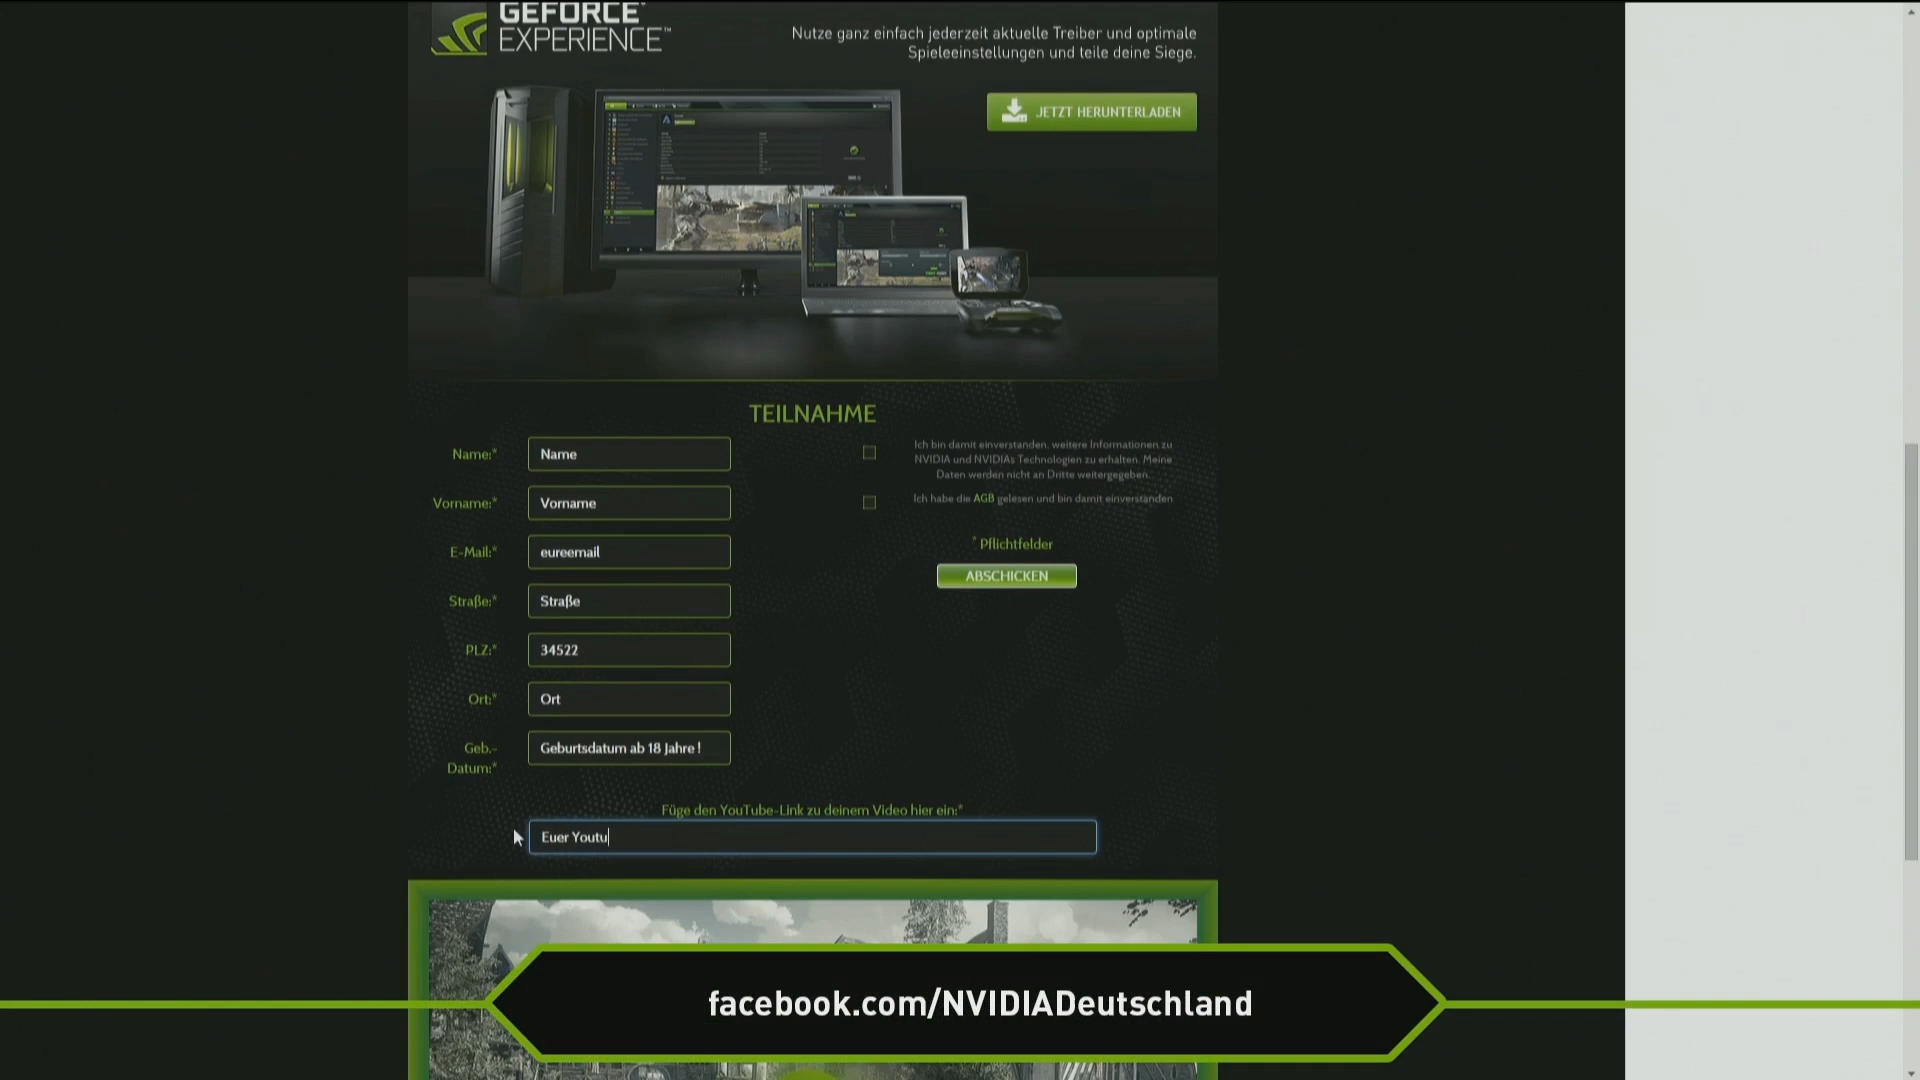 GEFORCE
EXPERIENCE™
Nutze ganz einfach jederzeit aktuelle Treiber und optimale
Spieleeinstellungen und teile deine Siege.
JETZT HERUNTERLADEN
TEILNAHME
Name:*
Name
Vorname:*
Vorname
E-Mail:*
eureemail
Straße:*
Straße
PLZ:*
34522
Ort:*
Ort
Geb.-
Datum:*
Geburtsdatum ab 18 Jahre !
Ich bin damit einverstanden, weitere Informationen zu
NVIDIA und NVIDIAs Technologien zu erhalten. Meine
Daten werden nicht an Dritte weitergegeben.
Ich habe die AGB gelesen und bin damit einverstanden
* Pflichtfelder
ABSCHICKEN
Füge den YouTube-Link zu deinem Video hier ein:*
Euer Youtu
facebook.com/NVIDIADeutschland